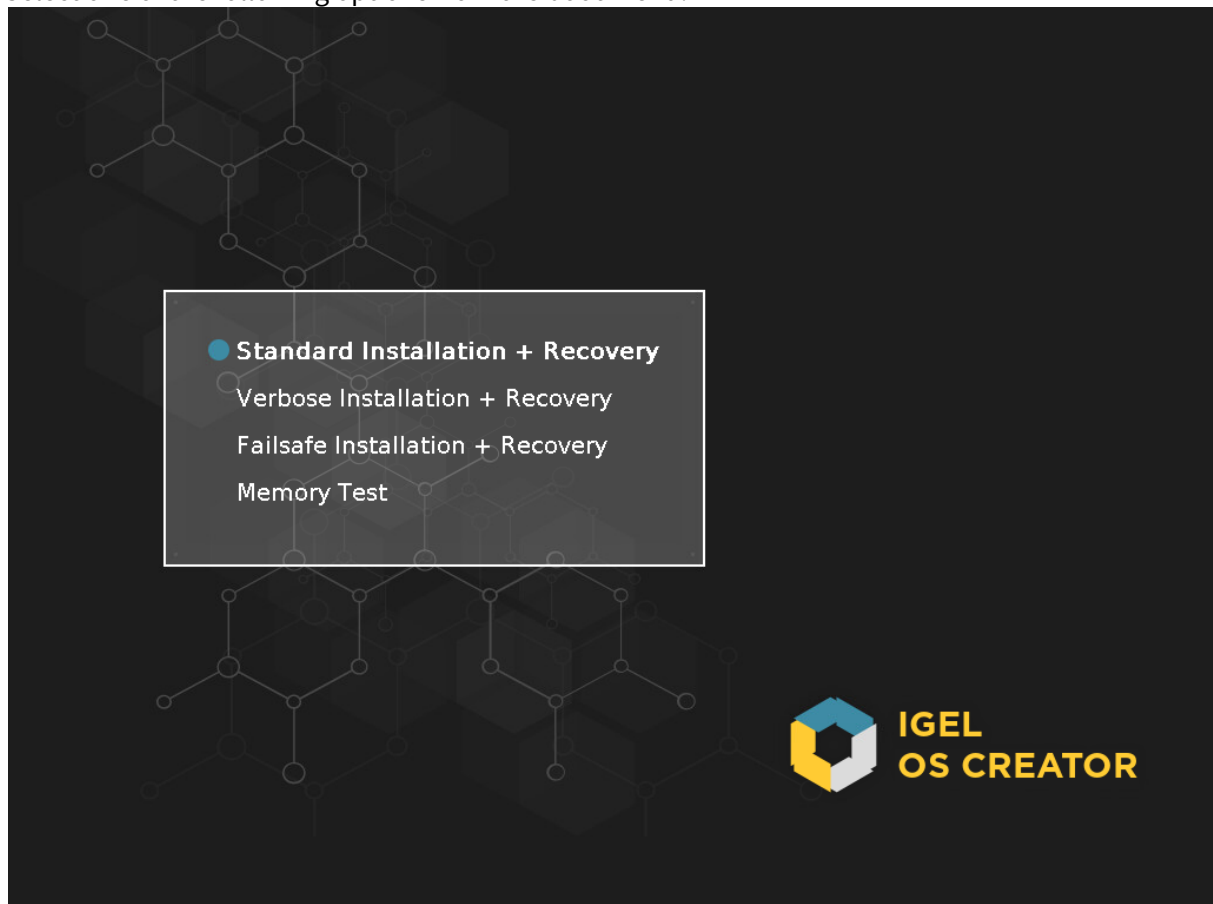 Standard Installation + Recovery
Verbose Installation + Recovery
Failsafe Installation + Recovery
Memory Test
IGEL
OS CREATOR